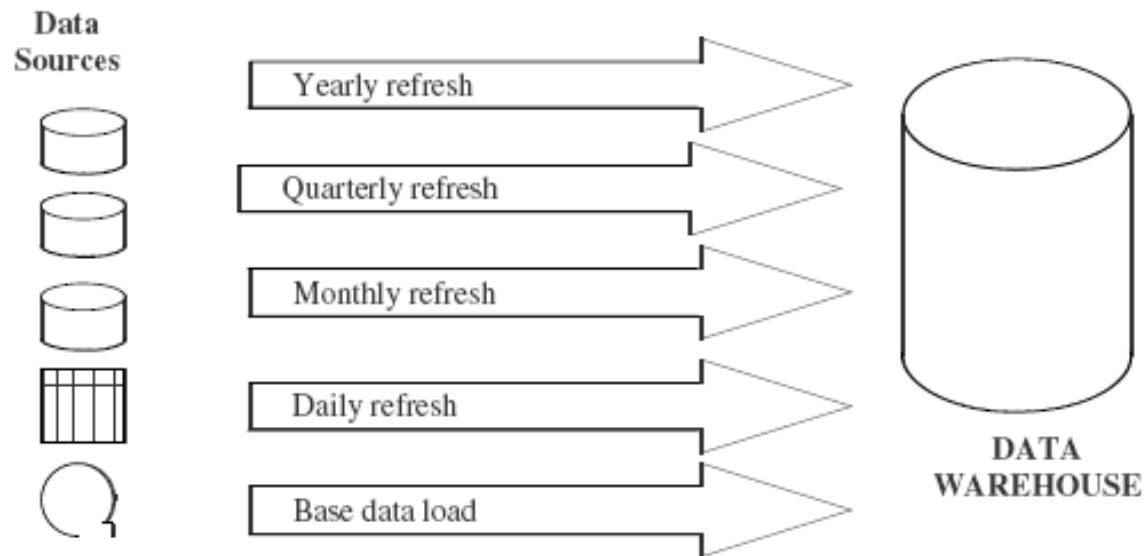 Data
Sources
Yearly refresh
Quarterly refresh
Monthly refresh
Daily refresh
Base data load
DATA
WAREHOUSE